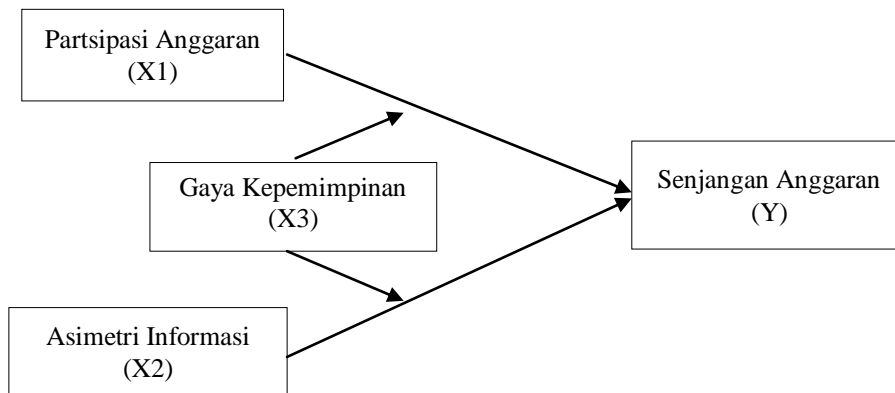 Partsipasi Anggaran
(X1)
Gaya Kepemimpinan
(X3)
Senjangan Anggaran
(Y)
Asimetri Informasi
(X2)